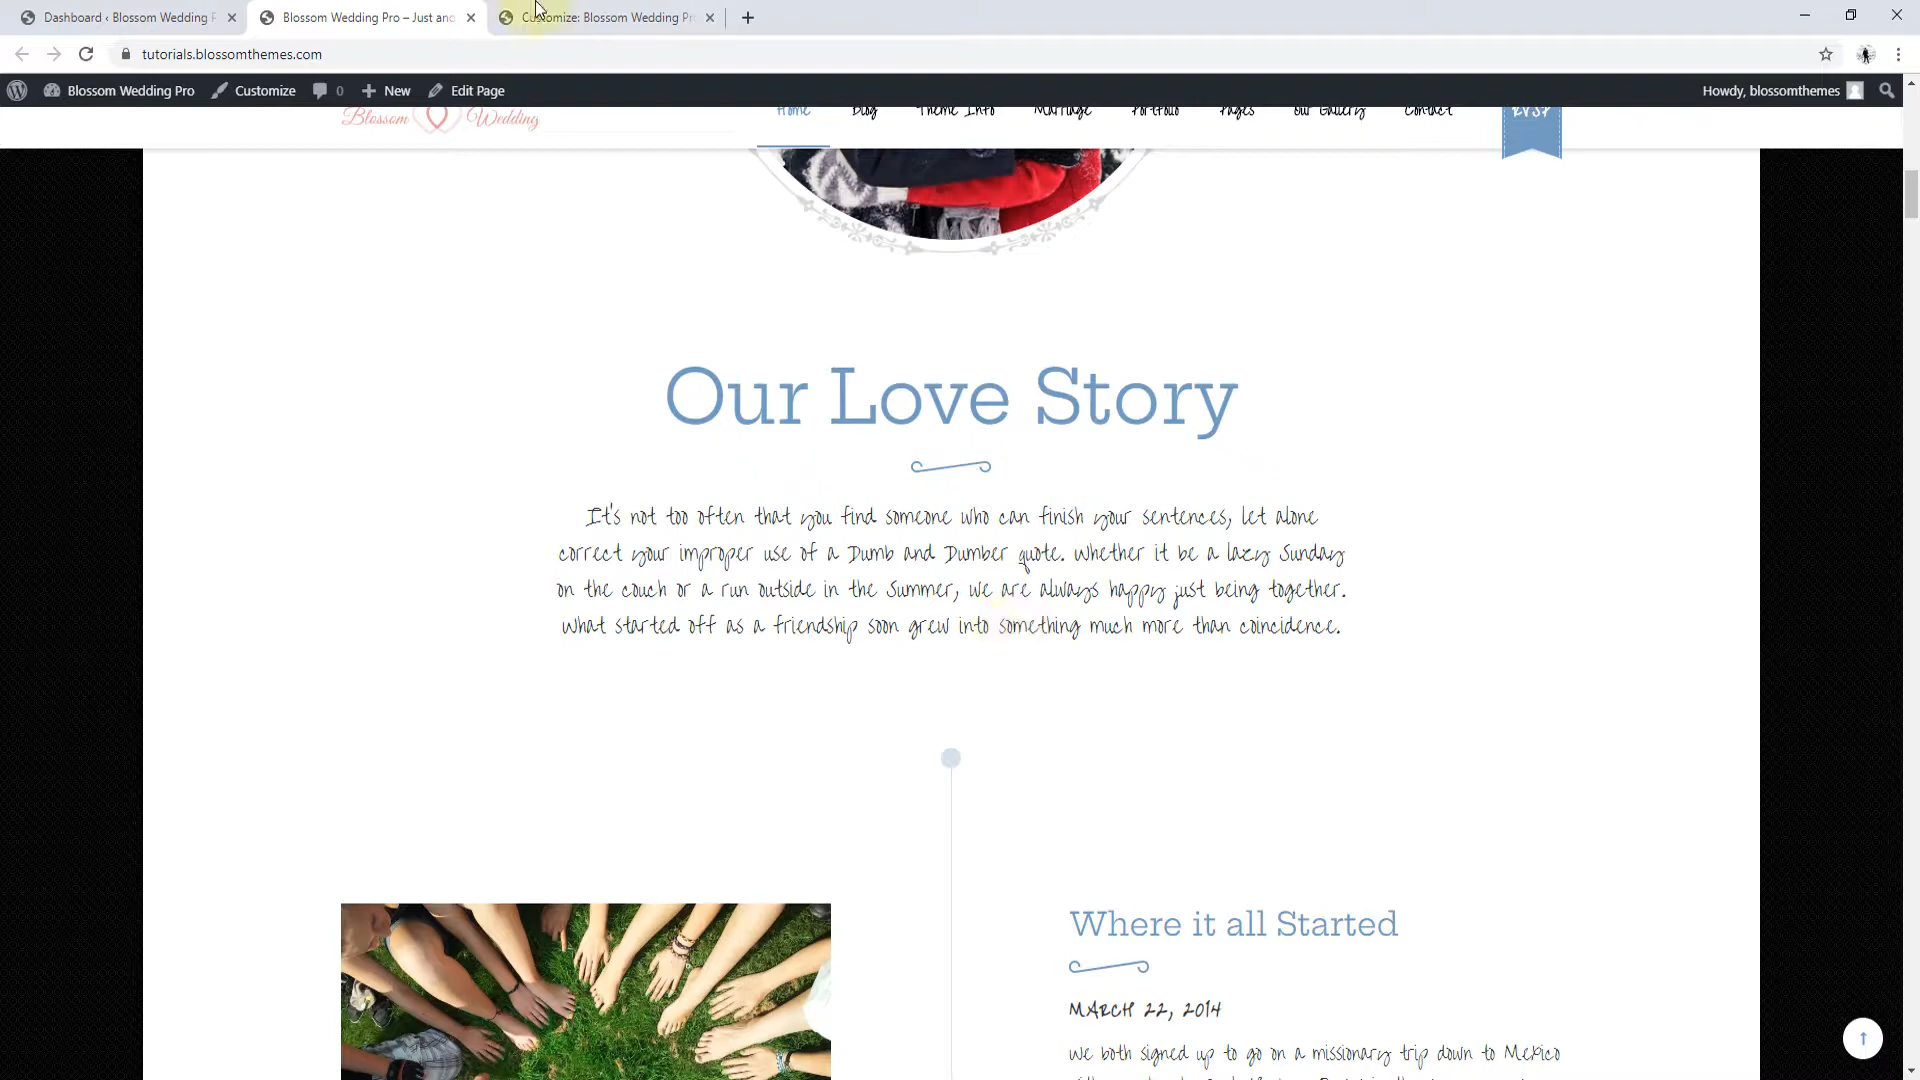 Dashboard ‹ Blossom Wedding P
Blossom Wedding Pro – Just anc
Customize: Blossom Wedding Pr
tutorials.blossomthemes.com
Blossom Wedding Pro
Customize
0
New
Edit Page
Howdy, blossomthemes
Blossom Wedding
Home
Blog
Theme Info
Marriage
Portfolio
Pages
Our Gallery
Contact
RVSP
Our Love Story
It's not too often that you find someone who can finish your sentences, let alone
correct your improper use of a Dumb and Dumber quote. Whether it be a lazy Sunday
on the couch or a run outside in the Summer, we are always happy just being together.
What started off as a friendship soon grew into something much more than coincidence.
Where it all Started
MARCH 22, 2014
We both signed up to go on a missionary trip down to Mexico